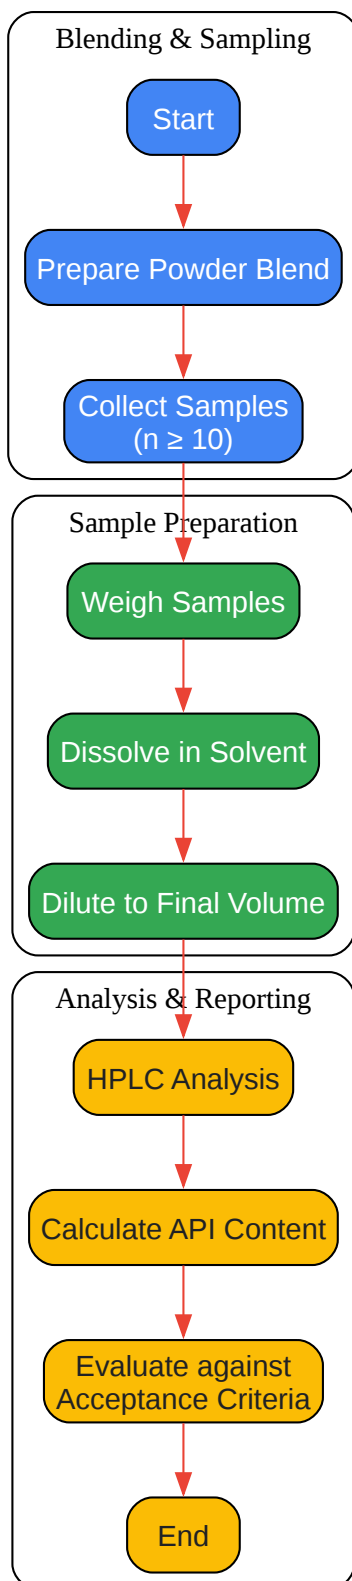 Blending & Sampling
Start
Prepare Powder Blend
Collect Samples
(n ≥ 10)
Sample Preparation
Weigh Samples
Dissolve in Solvent
Dilute to Final Volume
Analysis & Reporting
HPLC Analysis
Calculate API Content
Evaluate against
Acceptance Criteria
End